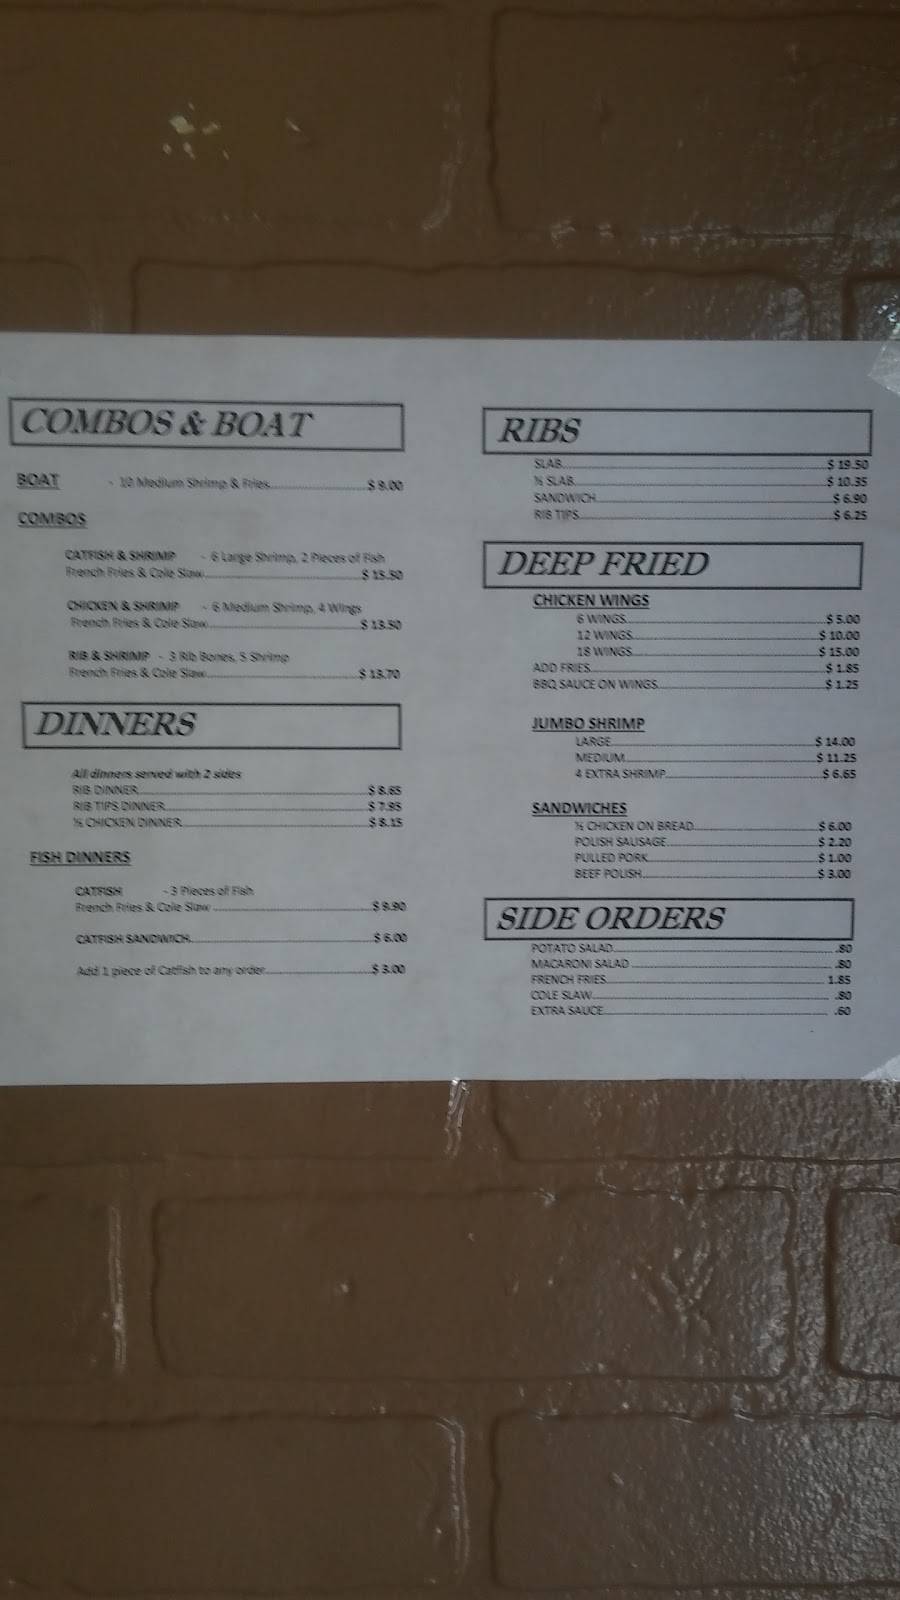 COMBOS & BOAT
BOAT - 10 Medium Shrimp & Fries $ 9.00
COMBOS
CATFISH & SHRIMP - 6 Large Shrimp, 2 Pieces of Fish
French Fries & Cole Slaw $ 15.50
CHICKEN & SHRIMP - 6 Medium Shrimp, 4 Wings
French Fries & Cole Slaw $ 13.50
RIB & SHRIMP - 3 Rib Bones, 5 Shrimp
French Fries & Cole Slaw $ 13.70
DINNERS
All dinners served with 2 sides
RIB DINNER $ 8.65
RIB TIPS DINNER $ 7.95
½ CHICKEN DINNER $ 8.15
FISH DINNERS
CATFISH - 3 Pieces of Fish
French Fries & Cole Slaw $ 9.90
CATFISH SANDWICH $ 6.00
Add 1 piece of Catfish to any order $ 3.00
RIBS
SLAB $ 19.50
½ SLAB $ 10.35
SANDWICH $ 6.90
RIB TIPS $ 6.25
DEEP FRIED
CHICKEN WINGS
6 WINGS $ 5.00
12 WINGS $ 10.00
18 WINGS $ 15.00
ADD FRIES $ 1.85
BBQ SAUCE ON WINGS $ 1.25
JUMBO SHRIMP
LARGE $ 14.00
MEDIUM $ 11.25
4 EXTRA SHRIMP $ 6.65
SANDWICHES
½ CHICKEN ON BREAD $ 6.00
POLISH SAUSAGE $ 2.20
PULLED PORK $ 1.00
BEEF POLISH $ 3.00
SIDE ORDERS
POTATO SALAD .80
MACARONI SALAD .80
FRENCH FRIES 1.85
COLE SLAW .80
EXTRA SAUCE .60